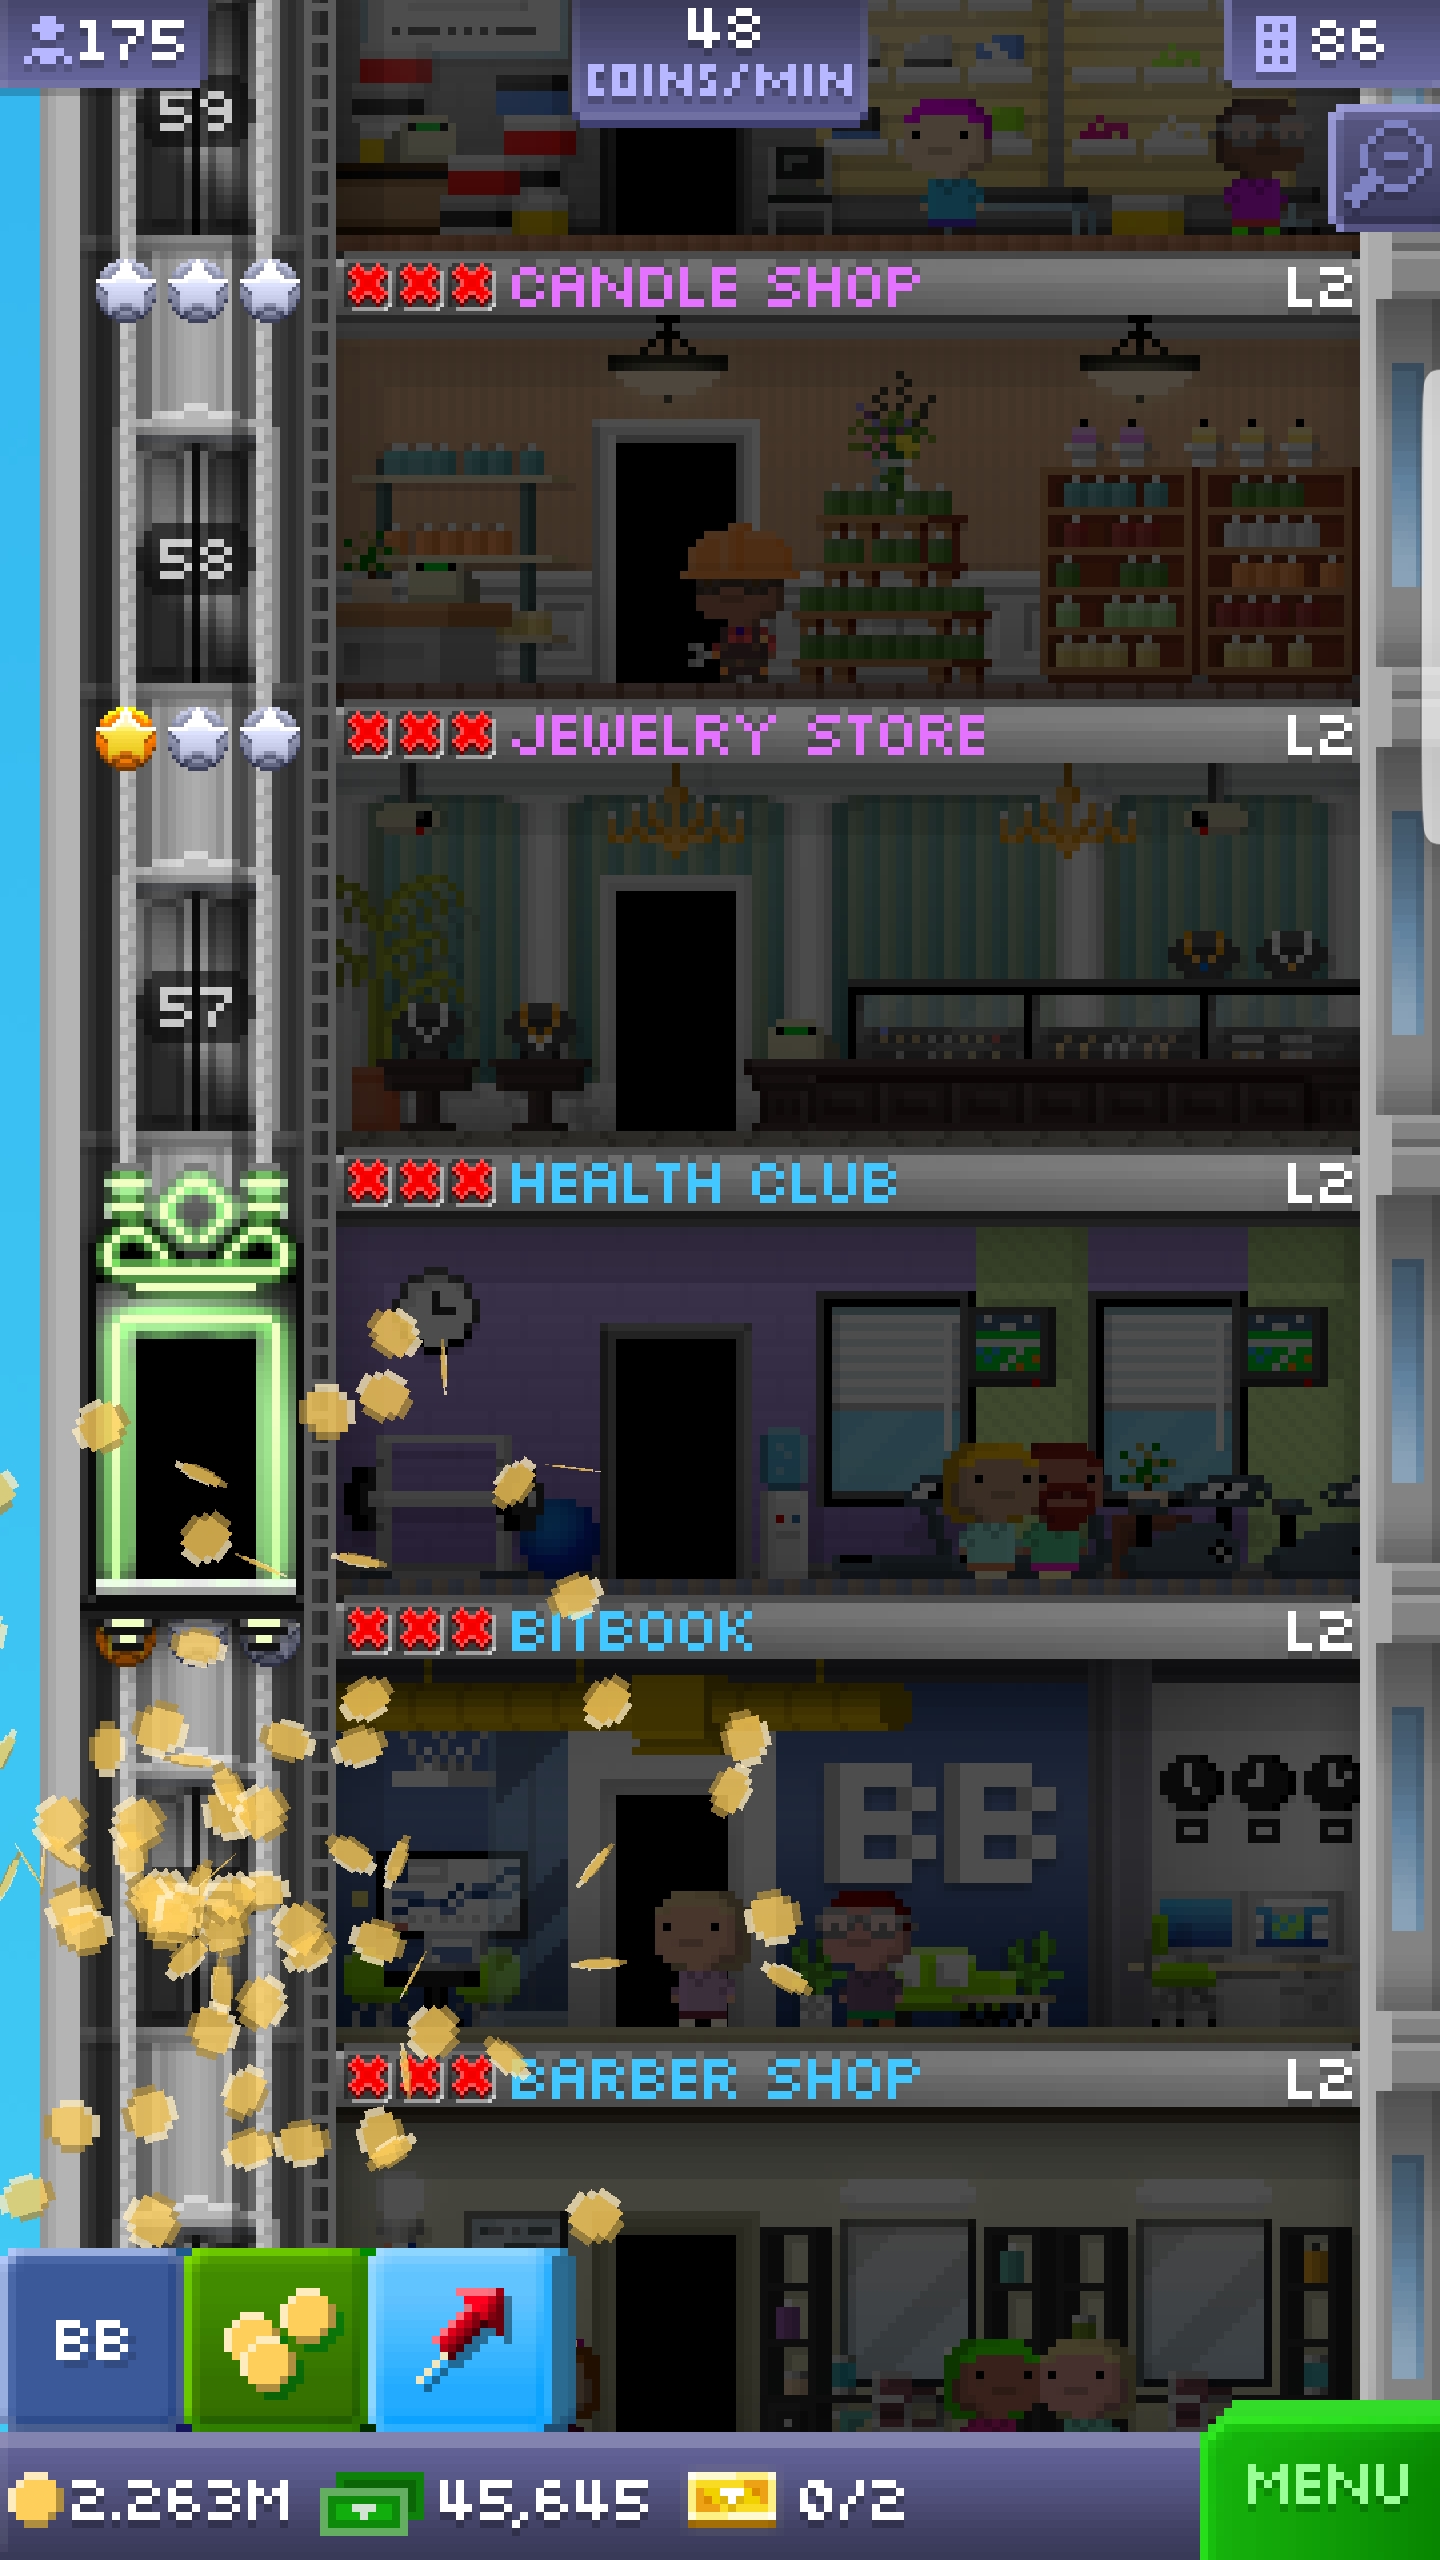 175
48
COINS/MIN
86
59
CANDLE SHOP L2
58
JEWELRY STORE L2
57
HEALTH CLUB L2
BITBOOK L2
BB
BARBER SHOP L2
BB
2.263M 45,645 0/2
MENU